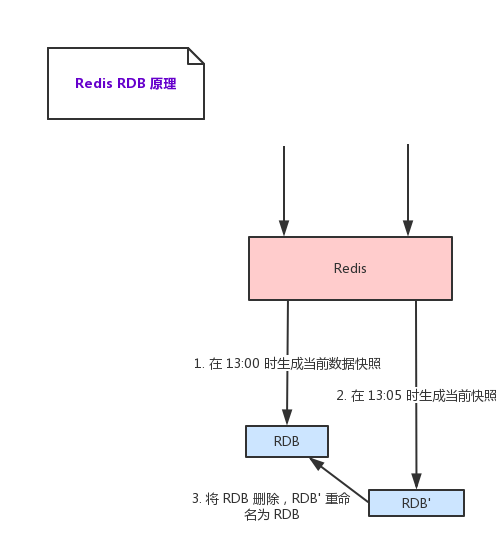 Redis RDB 原理
Redis
1. 在 13:00 时生成当前数据快照
2. 在 13:05 时生成当前快照
RDB
3. 将 RDB 删除，RDB' 重命
名为 RDB
RDB'